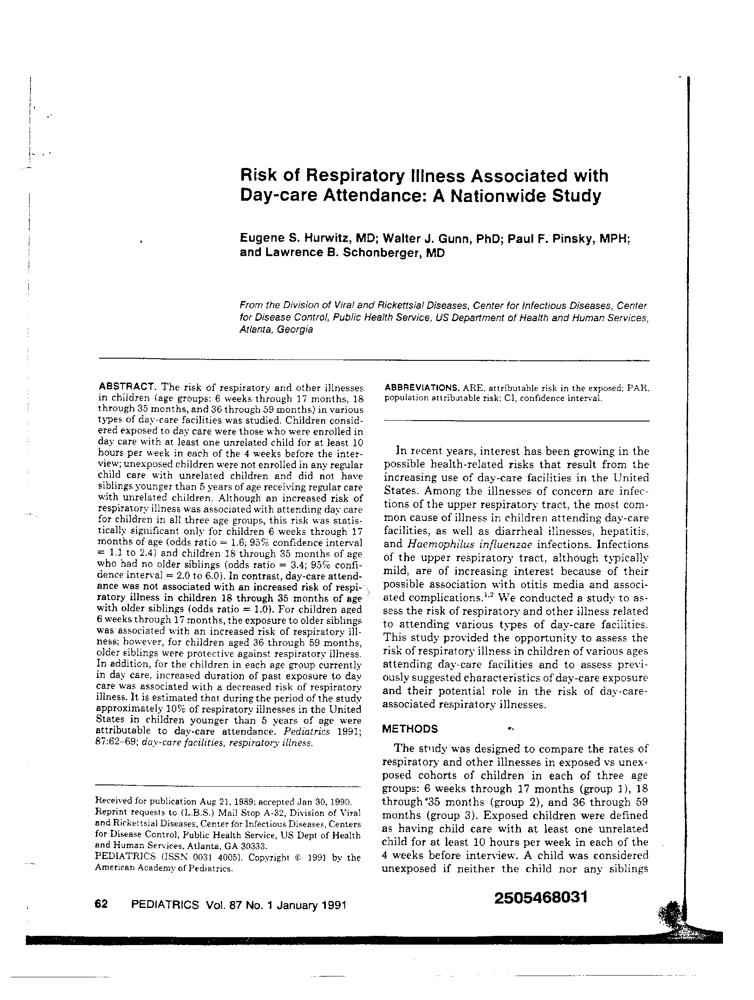 Risk of Respiratory Illness Associated with
Day-care Attendance: A Nationwide Study
Eugene S. Hurwitz, MD; Walter J. Gunn, PhD; Paul F. Pinsky, MPH;
and Lawrence B. Schonberger, MD
From the Division of Viral and Rickettsial Diseases, Center for Infectious Diseases, Center
for Disease Control, Public Health Service, US Department of Health and Human Services,
Atlanta, Georgia
ABSTRACT. The risk of respiratory and other illnesses
in children (age groups: 6 weeks through 17 months, 18
through 35 months, and 36 through 59 months) in various
types of day-care facilities was studied. Children consid-
ered exposed to day care were those who were enrolled in
day care with at least one unrelated child for at least 10
hours per week in each of the 4 weeks before the inter-
view; unexposed children were not enrolled in any regular
child care with unrelated children and did not have
siblings younger than 5 years of age receiving regular care
with unrelated children. Although an increased risk of
respiratory illness was associated with attending day care
for children in all three age groups, this risk was statis-
tically significant only for children 6 weeks through 17
months of age (odds ratio = 1.6; 95% confidence interval
= 1.1 to 2.4) and children 18 through 35 months of age
who had no older siblings (odds ratio = 3.4; 95% confi-
dence interval = 2.0 to 6.0). In contrast, day-care attend-
ance was not associated with an increased risk of respi-
ratory illness in children 18 through 35 months of age
with older siblings (odds ratio = 1.0). For children aged
6 weeks through 17 months, the exposure to older siblings
was associated with an increased risk of respiratory ill-
ness; however, for children aged 36 through 59 months,
older siblings were protective against respiratory illness.
In addition, for the children in each age group currently
in day care, increased duration of past exposure to day
care was associated with a decreased risk of respiratory
illness. It is estimated that during the period of the study
approximately 10% of respiratory illnesses in the United
States in children younger than 5 years of age were
attributable to day-care attendance. Pediatrics 1991;
87:62–69; day-care facilities, respiratory illness.
Received for publication Aug 21, 1989; accepted Jan 30, 1990.
Reprint requests to (L.B.S.) Mail Stop A-32, Division of Viral
and Rickettsial Diseases, Center for Infectious Diseases, Centers
for Disease Control, Public Health Service, US Dept of Health
and Human Services, Atlanta, GA 30333.
PEDIATRICS (ISSN 0031 4005). Copyright © 1991 by the
American Academy of Pediatrics.
ABBREVIATIONS. ARE, attributable risk in the exposed; PAR,
population attributable risk; CI, confidence interval.
In recent years, interest has been growing in the
possible health-related risks that result from the
increasing use of day-care facilities in the United
States. Among the illnesses of concern are infec-
tions of the upper respiratory tract, the most com-
mon cause of illness in children attending day-care
facilities, as well as diarrheal illnesses, hepatitis,
and Haemophilus influenzae infections. Infections
of the upper respiratory tract, although typically
mild, are of increasing interest because of their
possible association with otitis media and associ-
ated complications.1,2 We conducted a study to as-
sess the risk of respiratory and other illness related
to attending various types of day-care facilities.
This study provided the opportunity to assess the
risk of respiratory illness in children of various ages
attending day-care facilities and to assess previ-
ously suggested characteristics of day-care exposure
and their potential role in the risk of day-care-
associated respiratory illnesses.
METHODS
The study was designed to compare the rates of
respiratory and other illnesses in exposed vs unex-
posed cohorts of children in each of three age
groups: 6 weeks through 17 months (group 1), 18
through 35 months (group 2), and 36 through 59
months (group 3). Exposed children were defined
as having child care with at least one unrelated
child for at least 10 hours per week in each of the
4 weeks before interview. A child was considered
unexposed if neither the child nor any siblings
62 PEDIATRICS Vol. 87 No. 1 January 1991
2505468031